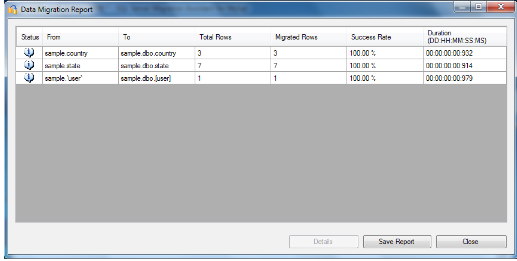 Data Migration Report
Status From To Total Rows Migrated Rows Success Rate Duration
(DD:HH:MM:SS:MS)
sample.country sample.dbo.country 3 3 100.00 % 00:00:00:00:932
sample.state sample.dbo.state 7 7 100.00 % 00:00:00:00:914
sample.'user' sample.dbo.[user] 1 1 100.00 % 00:00:00:00:979
Details Save Report Close